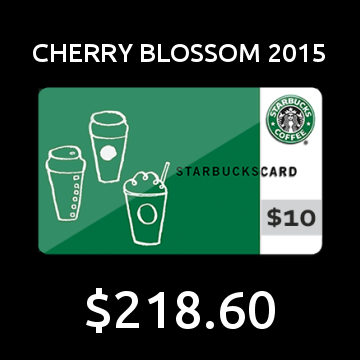 CHERRY BLOSSOM 2015
STARBUCKS
COFFEE
STARBUCKSCARD
$10
$218.60